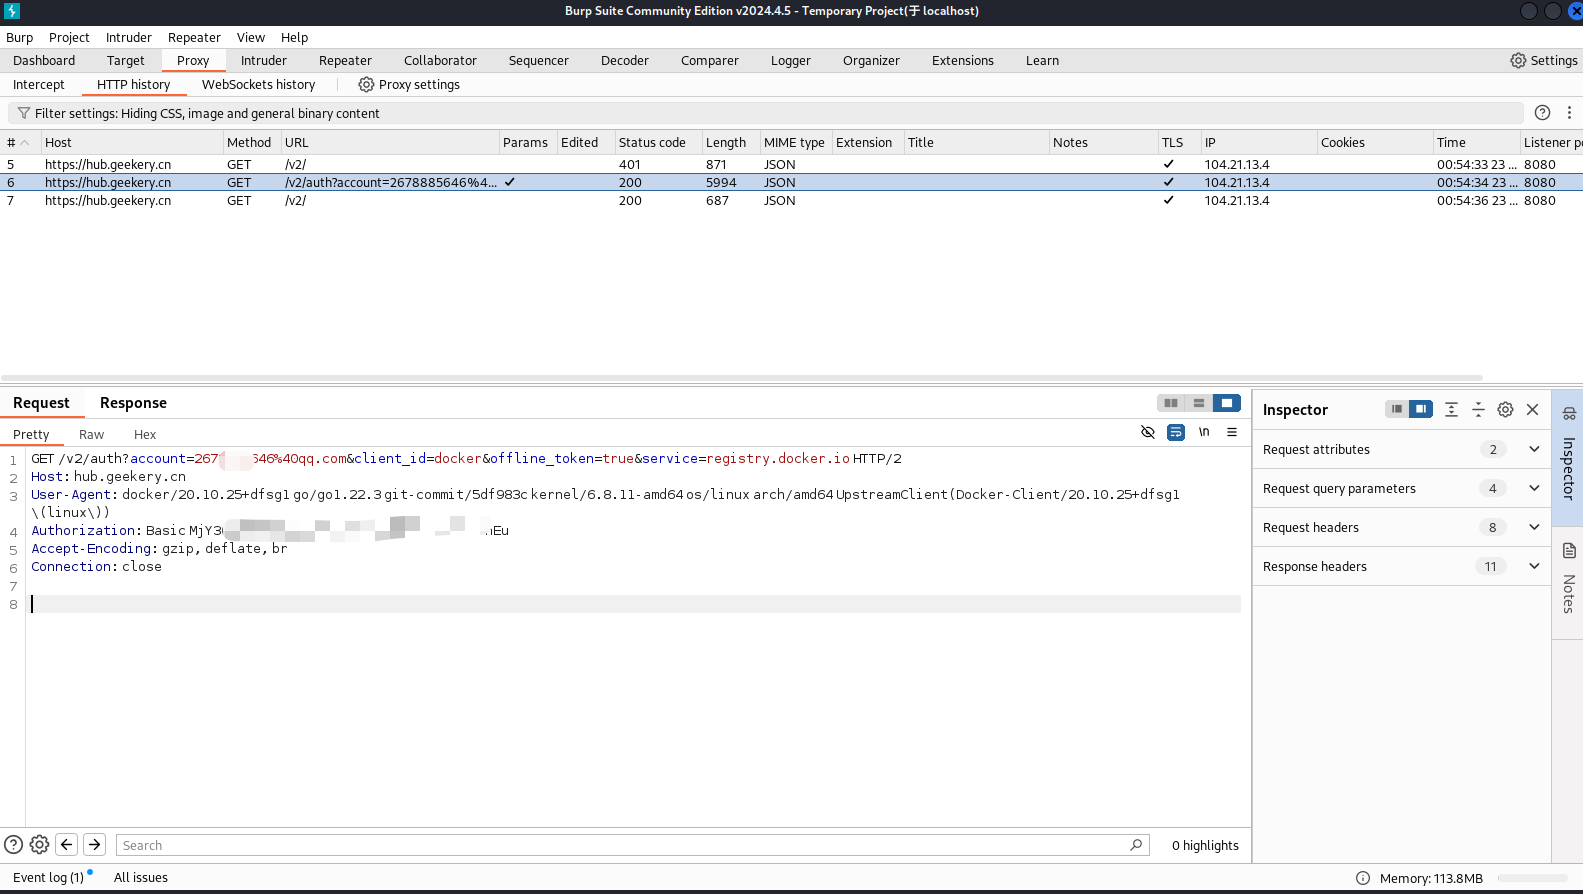 Burp Suite Community Edition v2024.4.5 - Temporary Project(于 localhost)
Burp Project Intruder Repeater View Help
Dashboard Target Proxy Intruder Repeater Collaborator Sequencer Decoder Comparer Logger Organizer Extensions Learn Settings
Intercept HTTP history WebSockets history Proxy settings
Filter settings: Hiding CSS, image and general binary content
# Host Method URL Params Edited Status code Length MIME type Extension Title Notes TLS IP Cookies Time Listener po
5 https://hub.geekery.cn GET /v2/ 401 871 JSON ✓ 104.21.13.4 00:54:33 23 ... 8080
6 https://hub.geekery.cn GET /v2/auth?account=2678885646%4... ✓ 200 5994 JSON ✓ 104.21.13.4 00:54:34 23 ... 8080
7 https://hub.geekery.cn GET /v2/ 200 687 JSON ✓ 104.21.13.4 00:54:36 23 ... 8080
Request Response
Inspector
Pretty Raw Hex
\n
Request attributes 2
Request query parameters 4
Request headers 8
Response headers 11
Inspector
Notes
1 GET /v2/auth?account=267 646%40qq.com&client_id=docker&offline_token=true&service=registry.docker.io HTTP/2
2 Host: hub.geekery.cn
3 User-Agent: docker/20.10.25+dfsg1 go/go1.22.3 git-commit/5df983c kernel/6.8.11-amd64 os/linux arch/amd64 UpstreamClient(Docker-Client/20.10.25+dfsg1
\(linux\))
4 Authorization: Basic MjY3 Eu
5 Accept-Encoding: gzip, deflate, br
6 Connection: close
7
8
Search
0 highlights
Event log (1) All issues
Memory: 113.8MB